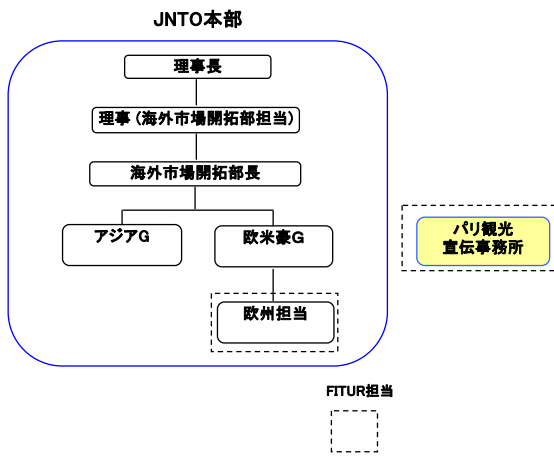 JNTO本部
理事長
理事（海外市場開拓部担当）
海外市場開拓部長
アジアG
欧米豪G
パリ観光
宣伝事務所
欧州担当
FITUR担当